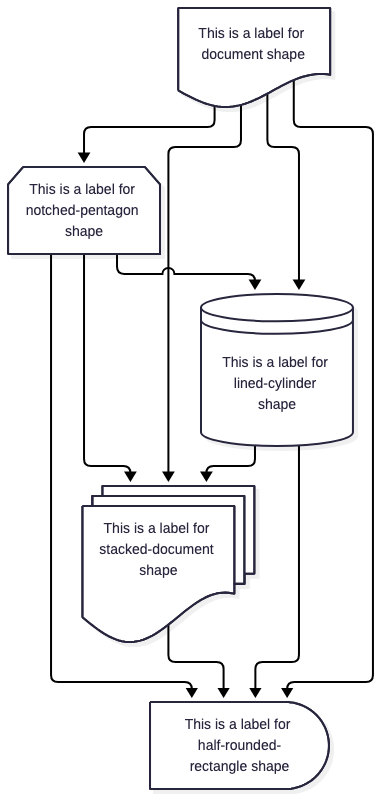 This is a label for
document shape
This is a label for
notched-pentagon
shape
This is a label for
lined-cylinder
shape
This is a label for
stacked-document
shape
This is a label for
half-rounded-
rectangle shape